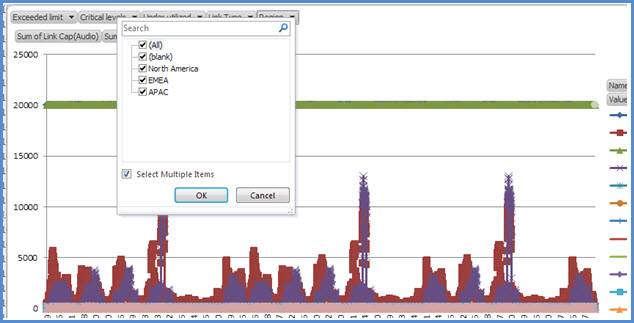 Exceeded limit Critical levels Under utilized Link Type Region
Sum of Link Cap(Audio) Sum
Search
(All)
(blank)
North America
EMEA
APAC
Select Multiple Items
OK Cancel
25000
20000
15000
10000
5000
0
Name
Value